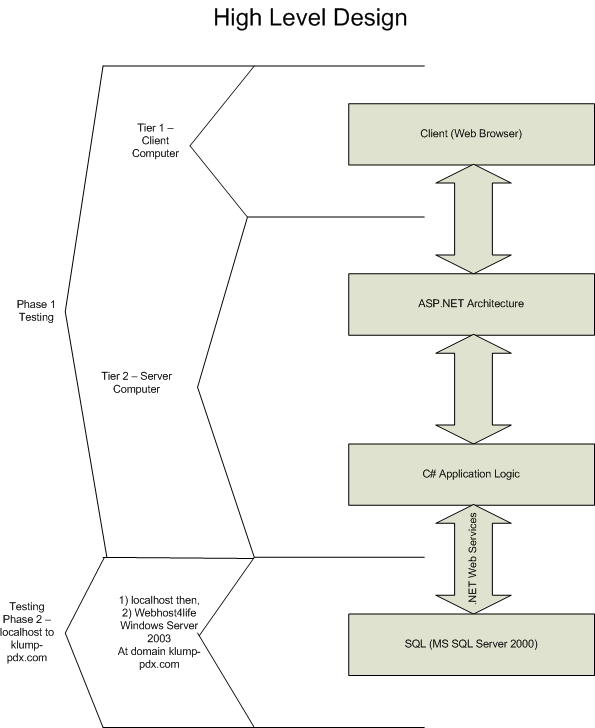 High Level Design
Tier 1 –
Client
Computer
Client (Web Browser)
Phase 1
Testing
ASP.NET Architecture
Tier 2 – Server
Computer
C# Application Logic
.NET Web Services
Testing
Phase 2 –
localhost to
klump-
pdx.com
1) localhost then,
2) Webhost4life
Windows Server
2003
At domain klump-
pdx.com
SQL (MS SQL Server 2000)